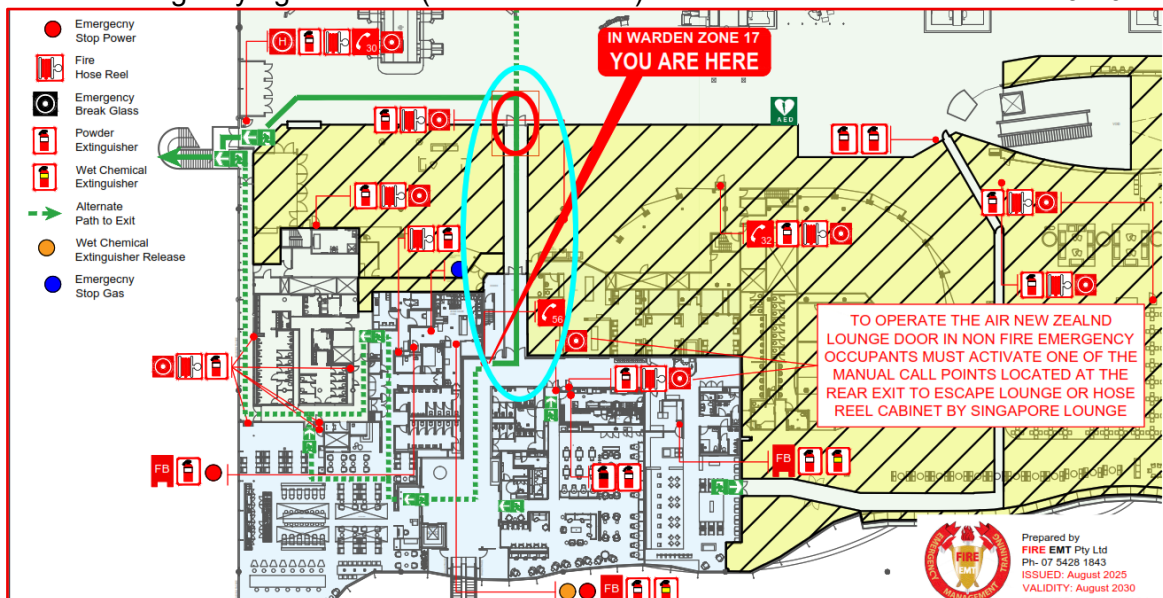 Emergecny
Stop Power
Fire
Hose Reel
Emergency
Break Glass
Powder
Extinguisher
Wet Chemical
Extinguisher
Alternate
Path to Exit
Wet Chemical
Extinguisher Release
Emergecny
Stop Gas
H
30
IN WARDEN ZONE 17
YOU ARE HERE
AED
32
56
TO OPERATE THE AIR NEW ZEALND
LOUNGE DOOR IN NON FIRE EMERGENCY
OCCUPANTS MUST ACTIVATE ONE OF THE
MANUAL CALL POINTS LOCATED AT THE
REAR EXIT TO ESCAPE LOUNGE OR HOSE
REEL CABINET BY SINGAPORE LOUNGE
FB
FB
FB
EMERGENCY
MANAGEMENT
TRAINING
FIRE
EMT
Prepared by
FIRE EMT Pty Ltd
Ph- 07 5428 1843
ISSUED: August 2025
VALIDITY: August 2030